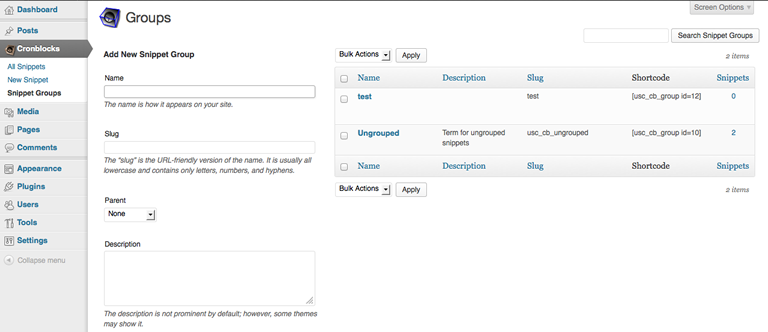 Dashboard
Posts
Cronblocks
All Snippets
New Snippet
Snippet Groups
Media
Pages
Comments
Appearance
Plugins
Users
Tools
Settings
Collapse menu
Screen Options
Groups
Search Snippet Groups
Add New Snippet Group
Name
The name is how it appears on your site.
Slug
The “slug” is the URL-friendly version of the name. It is usually all
lowercase and contains only letters, numbers, and hyphens.
Parent
None
Description
The description is not prominent by default; however, some themes
may show it.
Bulk Actions Apply 2 items
Name Description Slug Shortcode Snippets
test test [usc_cb_group id=12] 0
Ungrouped Term for ungrouped usc_cb_ungrouped [usc_cb_group id=10] 2
snippets
Name Description Slug Shortcode Snippets
Bulk Actions Apply 2 items